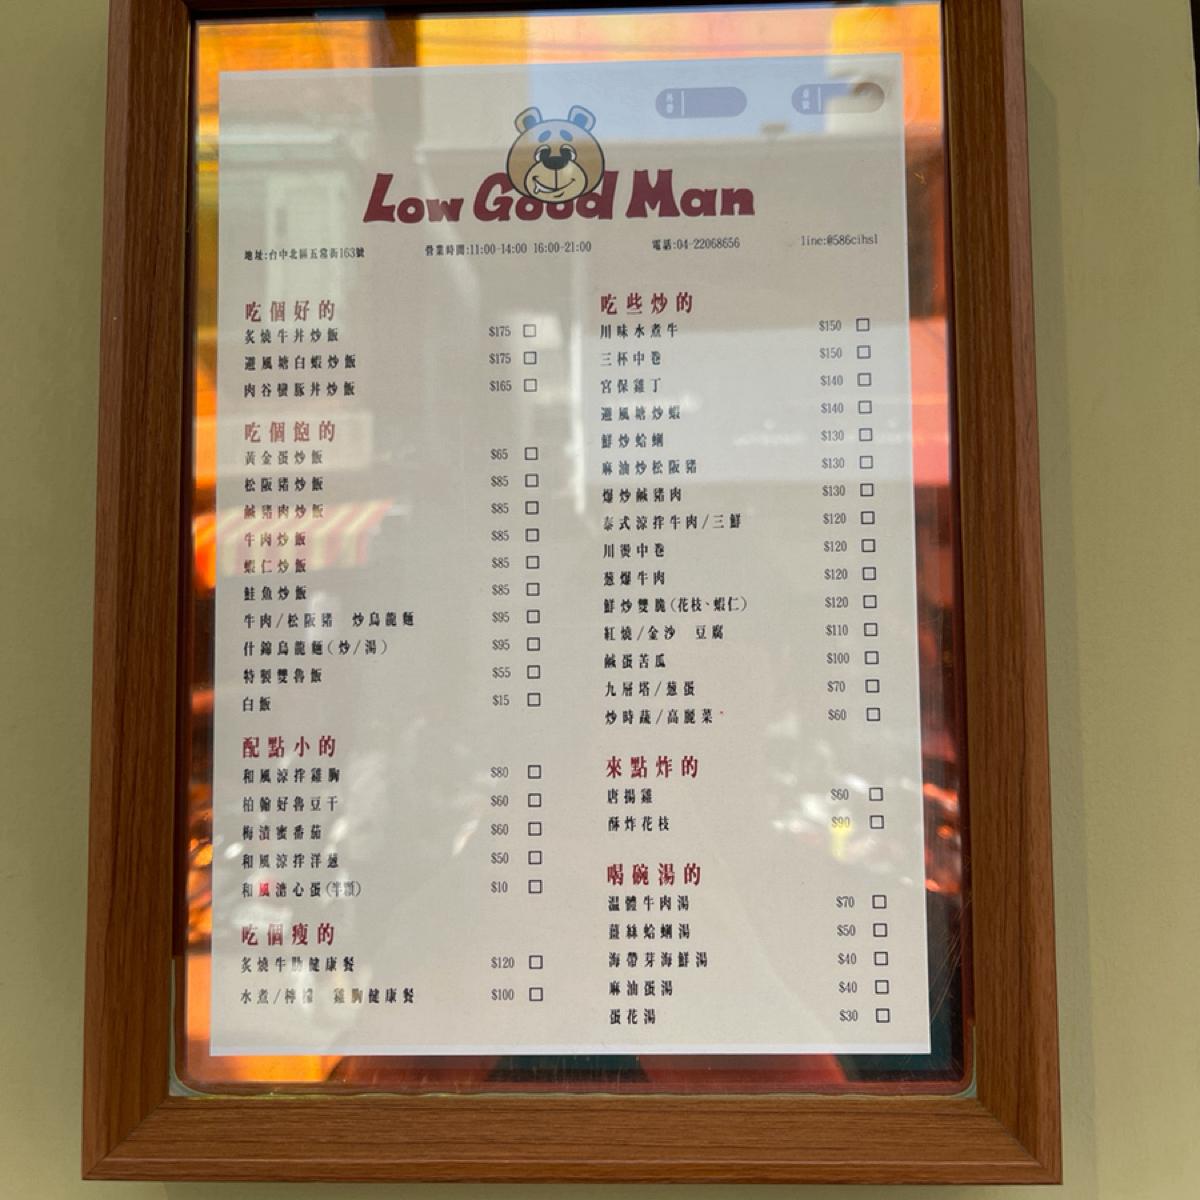 外帶
桌號
Low Good Man
地址:台中北區五常街163號 營業時間:11:00-14:00 16:00-21:00 電話:04-22068656 line:@586cihsl
吃個好的
炙燒牛丼炒飯 $175
避風塘白蝦炒飯 $175
肉谷蠻豚丼炒飯 $165
吃個飽的
黃金蛋炒飯 $65
松阪豬炒飯 $85
鹹豬肉炒飯 $85
牛肉炒飯 $85
蝦仁炒飯 $85
鮭魚炒飯 $85
牛肉/松阪豬 炒烏龍麵 $95
什錦烏龍麵(炒/湯) $95
特製雙魯飯 $55
白飯 $15
配點小的
和風涼拌雞胸 $80
柏翰好魯豆干 $60
梅漬蜜番茄 $60
和風涼拌洋蔥 $50
和風溏心蛋(半顆) $10
吃個瘦的
炙燒牛肋健康餐 $120
水煮/檸檬 雞胸健康餐 $100
吃些炒的
川味水煮牛 $150
三杯中卷 $150
宮保雞丁 $140
避風塘炒蝦 $140
鮮炒蛤蜊 $130
麻油炒松阪豬 $130
爆炒鹹豬肉 $130
泰式涼拌牛肉/三鮮 $120
川燙中卷 $120
蔥爆牛肉 $120
鮮炒雙脆(花枝、蝦仁) $120
紅燒/金沙 豆腐 $110
鹹蛋苦瓜 $100
九層塔/蔥蛋 $70
炒時蔬/高麗菜 $60
來點炸的
唐揚雞 $60
酥炸花枝 $90
喝碗湯的
溫體牛肉湯 $70
薑絲蛤蜊湯 $50
海帶芽海鮮湯 $40
麻油蛋湯 $40
蛋花湯 $30